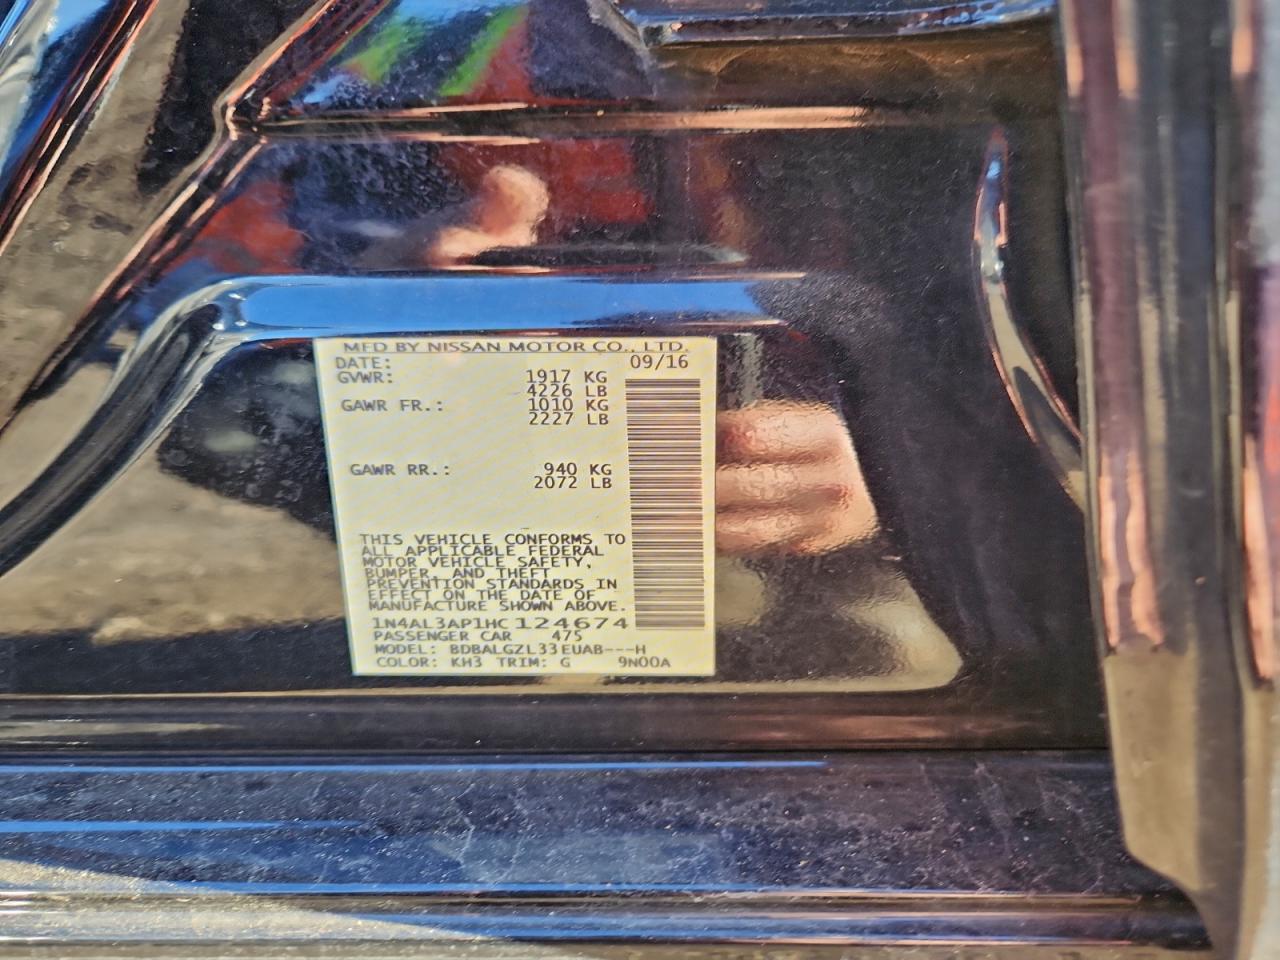 MFD BY NISSAN MOTOR CO., LTD.
DATE: 09/16
GVWR: 1917 KG
4226 LB
GAWR FR.: 1010 KG
2227 LB
GAWR RR.: 940 KG
2072 LB
THIS VEHICLE CONFORMS TO
ALL APPLICABLE FEDERAL
MOTOR VEHICLE SAFETY,
BUMPER, AND THEFT
PREVENTION STANDARDS IN
EFFECT ON THE DATE OF
MANUFACTURE SHOWN ABOVE.
1N4AL3AP1HC124674
PASSENGER CAR 475
MODEL: BDBALGZL33EUAB---H
COLOR: KH3 TRIM: G 9N00A